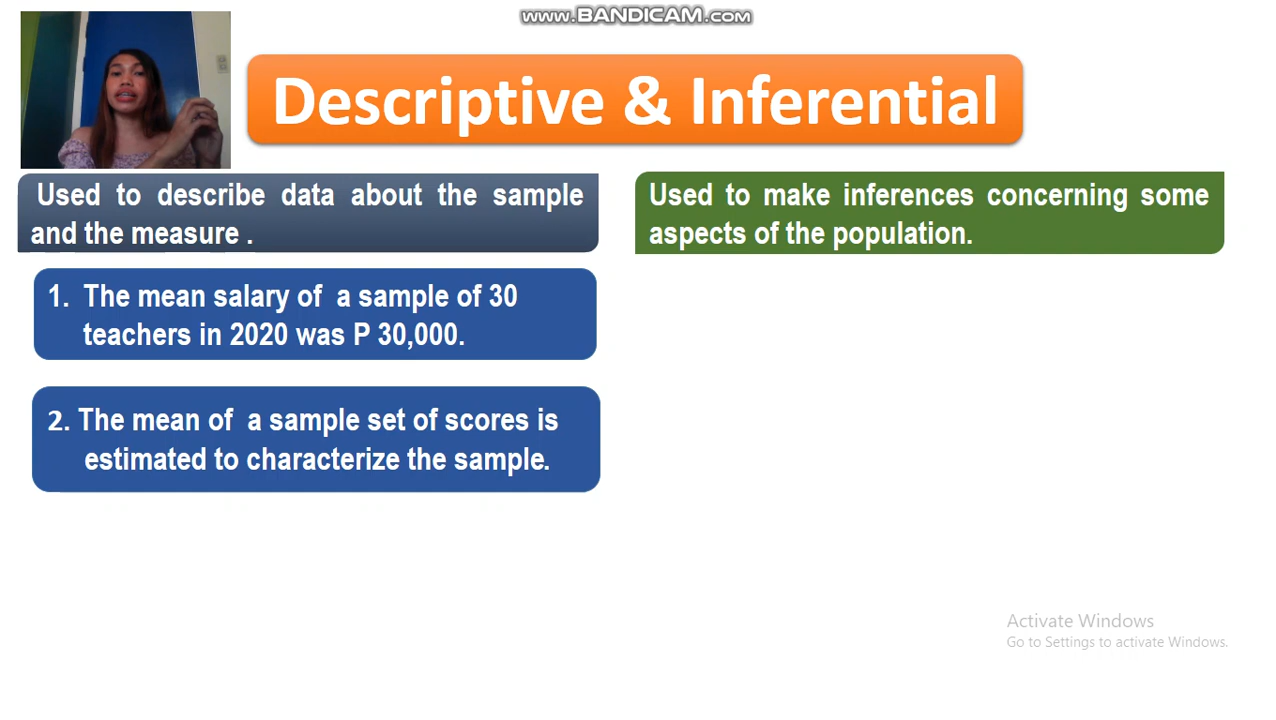 www.BANDICAM.com
Descriptive & Inferential
Used to describe data about the sample
and the measure .
Used to make inferences concerning some
aspects of the population.
1. The mean salary of a sample of 30
teachers in 2020 was P 30,000.
2. The mean of a sample set of scores is
estimated to characterize the sample.
Activate Windows
Go to Settings to activate Windows.